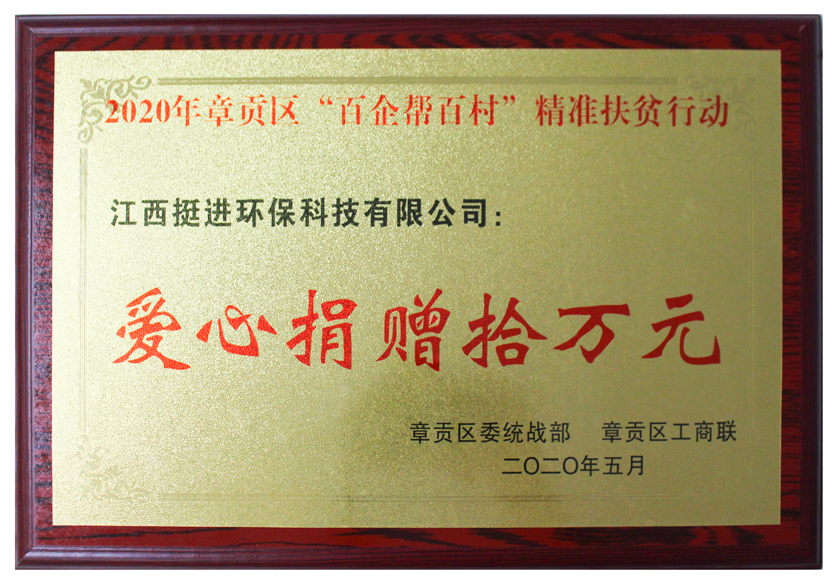 2020年章贡区“百企帮百村”精准扶贫行动
江西挺进环保科技有限公司：
爱心捐赠拾万元
章贡区委统战部 章贡区工商联
二〇二〇年五月